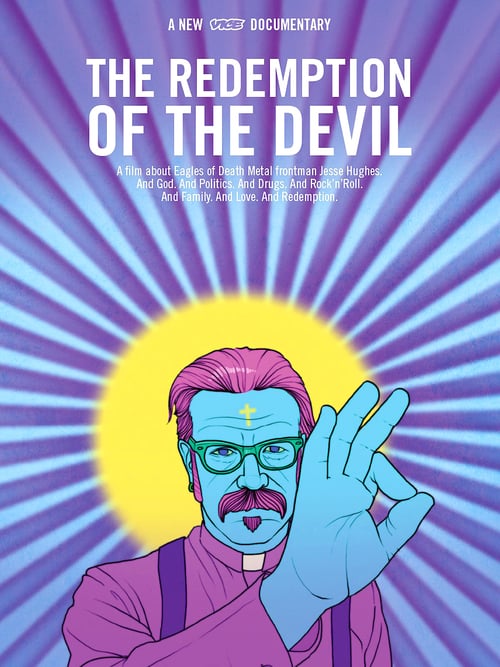 A NEW VICE DOCUMENTARY
THE REDEMPTION
OF THE DEVIL
A film about Eagles of Death Metal frontman Jesse Hughes.
And God. And Politics. And Drugs. And Rock'n'Roll.
And Family. And Love. And Redemption.